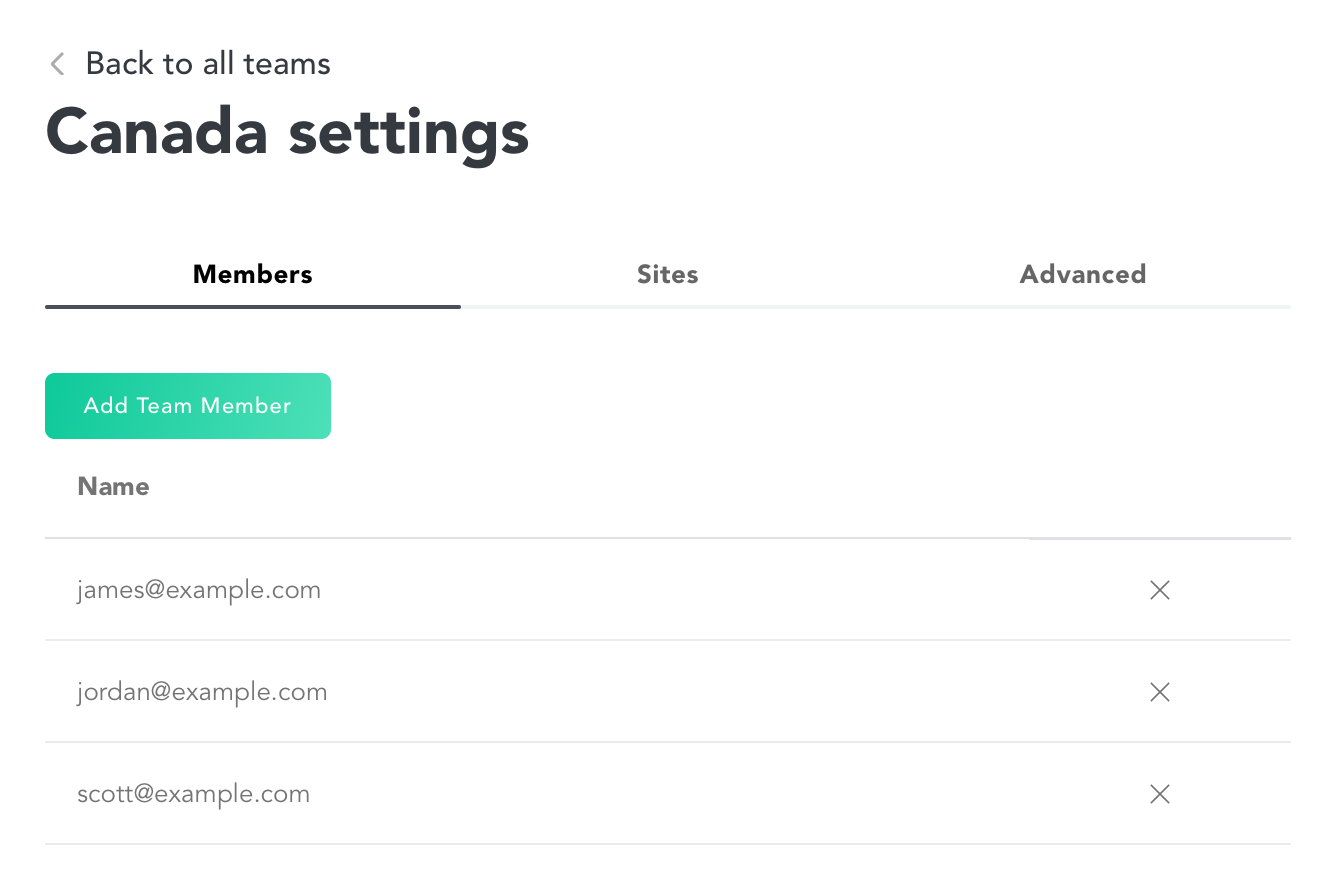 Back to all teams
Canada settings
Members Sites Advanced
Add Team Member
Name
james@example.com
jordan@example.com
scott@example.com